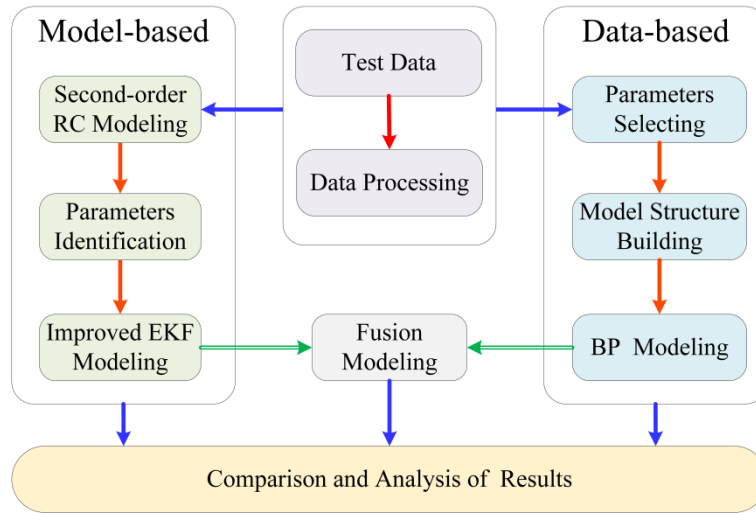 Model-based
Second-order
RC Modeling
Parameters
Identification
Improved EKF
Modeling
Test Data
Data Processing
Fusion
Modeling
Data-based
Parameters
Selecting
Model Structure
Building
BP Modeling
Comparison and Analysis of Results